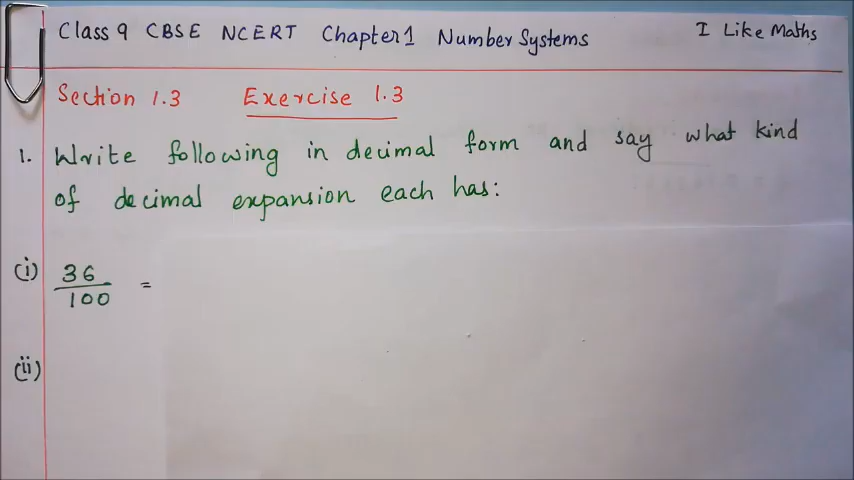 Class 9 CBSE NCERT Chapter 1 Number Systems I Like Maths
Section 1.3 Exercise 1.3
1. Write following in decimal form and say what kind
of decimal expansion each has:
(i) 36/100 =
(ii)